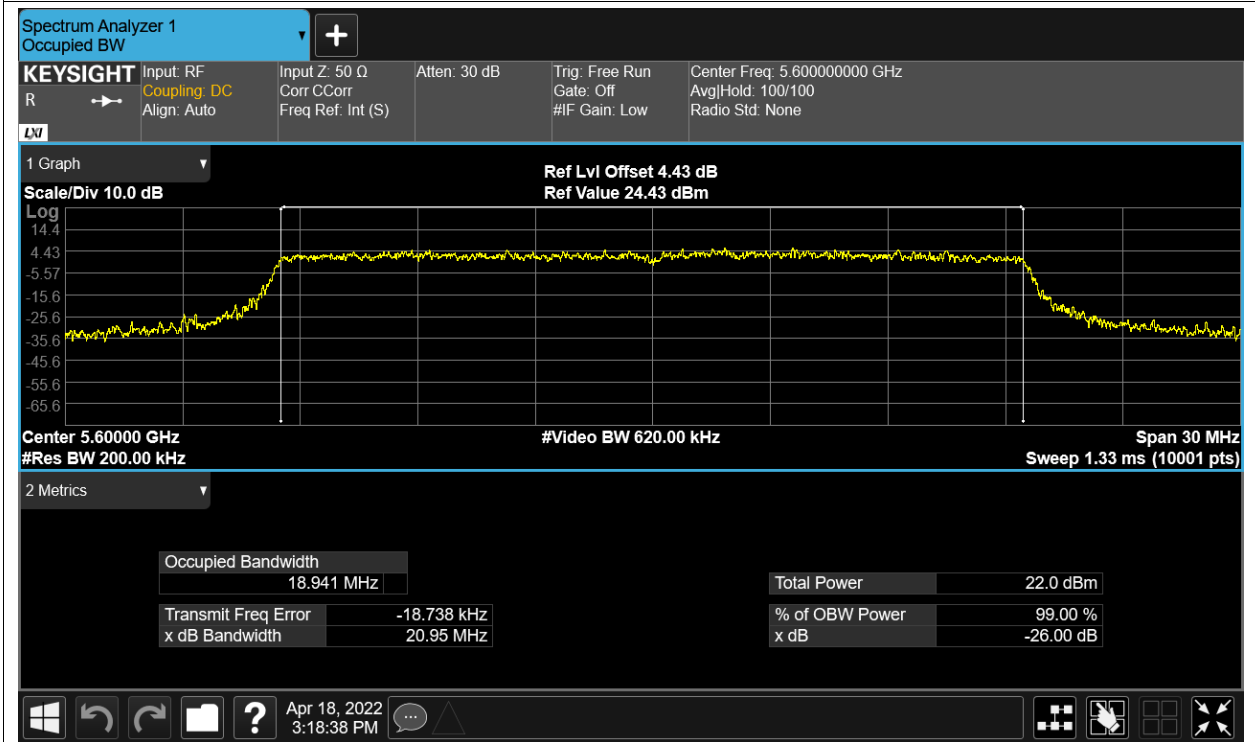 Spectrum Analyzer 1
Occupied BW
KEYSIGHT
R
LXI
Input: RF
Coupling: DC
Align: Auto
Input Z: 50 Ω
Corr CCorr
Freq Ref: Int (S)
Atten: 30 dB
Trig: Free Run
Gate: Off
#IF Gain: Low
Center Freq: 5.600000000 GHz
Avg|Hold: 100/100
Radio Std: None
1 Graph
Scale/Div 10.0 dB
Ref Lvl Offset 4.43 dB
Ref Value 24.43 dBm
Log
14.4
4.43
-5.57
-15.6
-25.6
-35.6
-45.6
-55.6
-65.6
Center 5.60000 GHz
#Res BW 200.00 kHz
#Video BW 620.00 kHz
Span 30 MHz
Sweep 1.33 ms (10001 pts)
2 Metrics
Occupied Bandwidth
18.941 MHz
Transmit Freq Error -18.738 kHz
x dB Bandwidth 20.95 MHz
Total Power 22.0 dBm
% of OBW Power 99.00 %
x dB -26.00 dB
?
Apr 18, 2022
3:18:38 PM